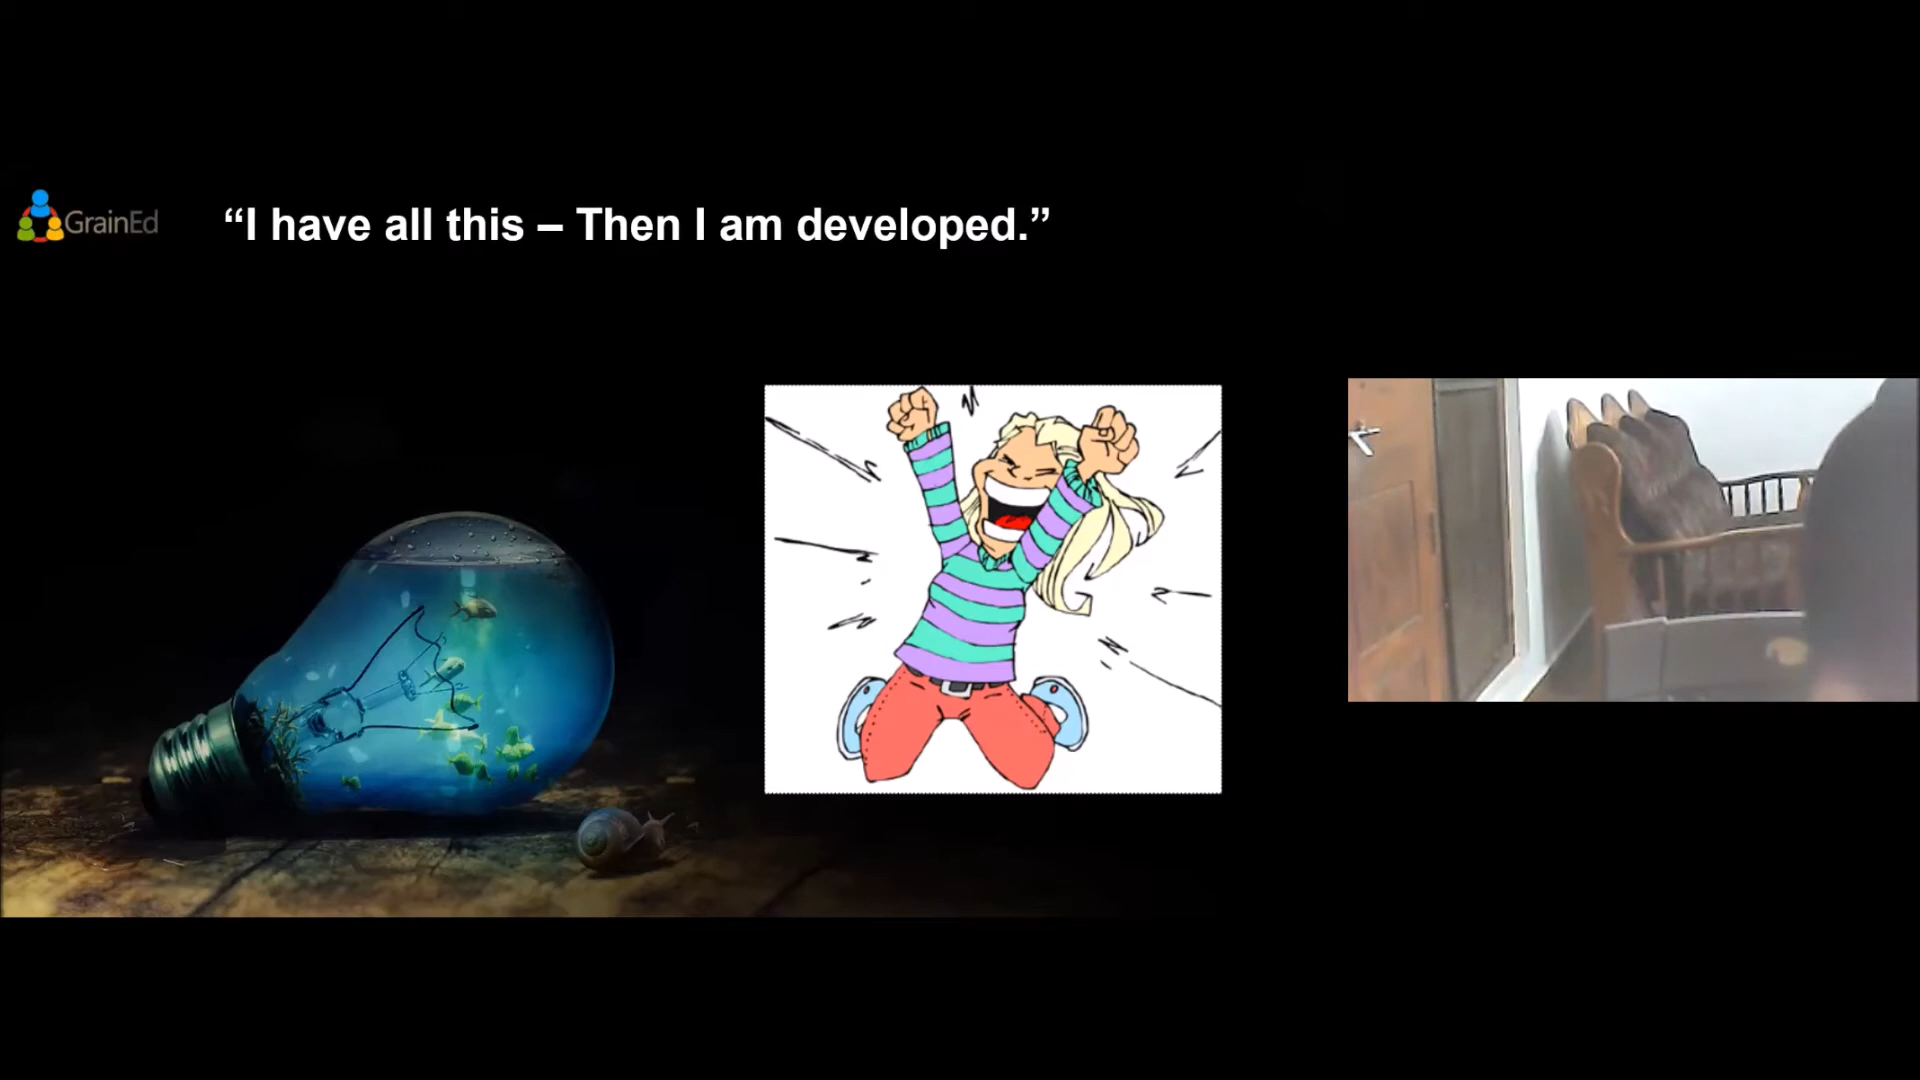 GrainEd
“I have all this – Then I am developed.”